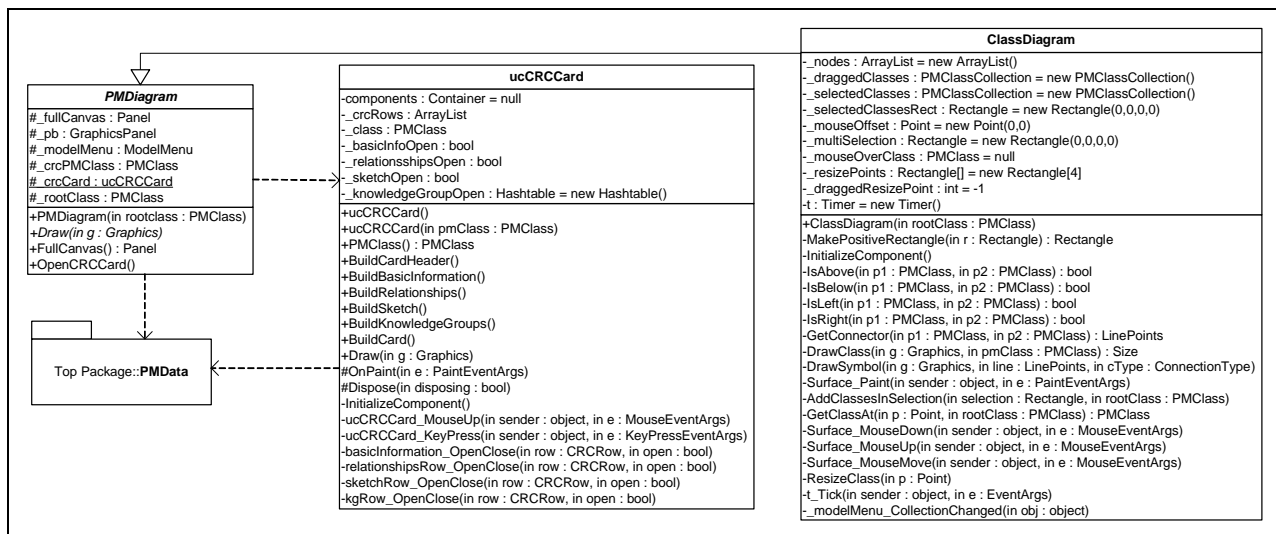 PMDiagram
#_fullCanvas : Panel
#_pb : GraphicsPanel
#_modelMenu : ModelMenu
#_crcPMClass : PMClass
#_crcCard : ucCRCCard
#_rootClass : PMClass
+PMDiagram(in rootclass : PMClass)
+Draw(in g : Graphics)
+FullCanvas() : Panel
+OpenCRCCard()
Top Package::PMData
ucCRCCard
-components : Container = null
-_crcRows : ArrayList
-_class : PMClass
-_basicInfoOpen : bool
-_relationsshipsOpen : bool
-_sketchOpen : bool
-_knowledgeGroupOpen : Hashtable = new Hashtable()
+ucCRCCard()
+ucCRCCard(in pmClass : PMClass)
+PMClass() : PMClass
+BuildCardHeader()
+BuildBasicInformation()
+BuildRelationships()
+BuildSketch()
+BuildKnowledgeGroups()
+BuildCard()
+Draw(in g : Graphics)
#OnPaint(in e : PaintEventArgs)
#Dispose(in disposing : bool)
-InitializeComponent()
-ucCRCCard_MouseUp(in sender : object, in e : MouseEventArgs)
-ucCRCCard_KeyPress(in sender : object, in e : KeyPressEventArgs)
-basicInformation_OpenClose(in row : CRCRow, in open : bool)
-relationshipsRow_OpenClose(in row : CRCRow, in open : bool)
-sketchRow_OpenClose(in row : CRCRow, in open : bool)
-kgRow_OpenClose(in row : CRCRow, in open : bool)
ClassDiagram
-_nodes : ArrayList = new ArrayList()
-_draggedClasses : PMClassCollection = new PMClassCollection()
-_selectedClasses : PMClassCollection = new PMClassCollection()
-_selectedClassesRect : Rectangle = new Rectangle(0,0,0,0)
-_mouseOffset : Point = new Point(0,0)
-_multiSelection : Rectangle = new Rectangle(0,0,0,0)
-_mouseOverClass : PMClass = null
-_resizePoints : Rectangle[] = new Rectangle[4]
-_draggedResizePoint : int = -1
-t : Timer = new Timer()
+ClassDiagram(in rootClass : PMClass)
-MakePositiveRectangle(in r : Rectangle) : Rectangle
-InitializeComponent()
-IsAbove(in p1 : PMClass, in p2 : PMClass) : bool
-IsBelow(in p1 : PMClass, in p2 : PMClass) : bool
-IsLeft(in p1 : PMClass, in p2 : PMClass) : bool
-IsRight(in p1 : PMClass, in p2 : PMClass) : bool
-GetConnector(in p1 : PMClass, in p2 : PMClass) : LinePoints
-DrawClass(in g : Graphics, in pmClass : PMClass) : Size
-DrawSymbol(in g : Graphics, in line : LinePoints, in cType : ConnectionType)
-Surface_Paint(in sender : object, in e : PaintEventArgs)
-AddClassesInSelection(in selection : Rectangle, in rootClass : PMClass)
-GetClassAt(in p : Point, in rootClass : PMClass) : PMClass
-Surface_MouseDown(in sender : object, in e : MouseEventArgs)
-Surface_MouseUp(in sender : object, in e : MouseEventArgs)
-Surface_MouseMove(in sender : object, in e : MouseEventArgs)
-ResizeClass(in p : Point)
-t_Tick(in sender : object, in e : EventArgs)
-_modelMenu_CollectionChanged(in obj : object)